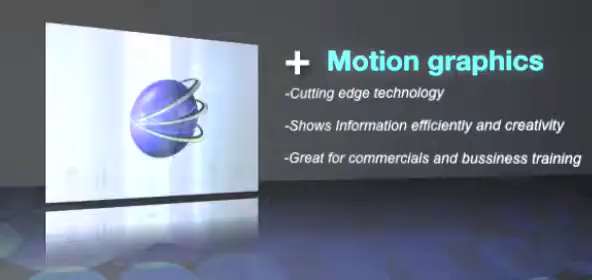 + Motion graphics
-Cutting edge technology
-Shows Information efficiently and creativity
-Great for commercials and bussiness training